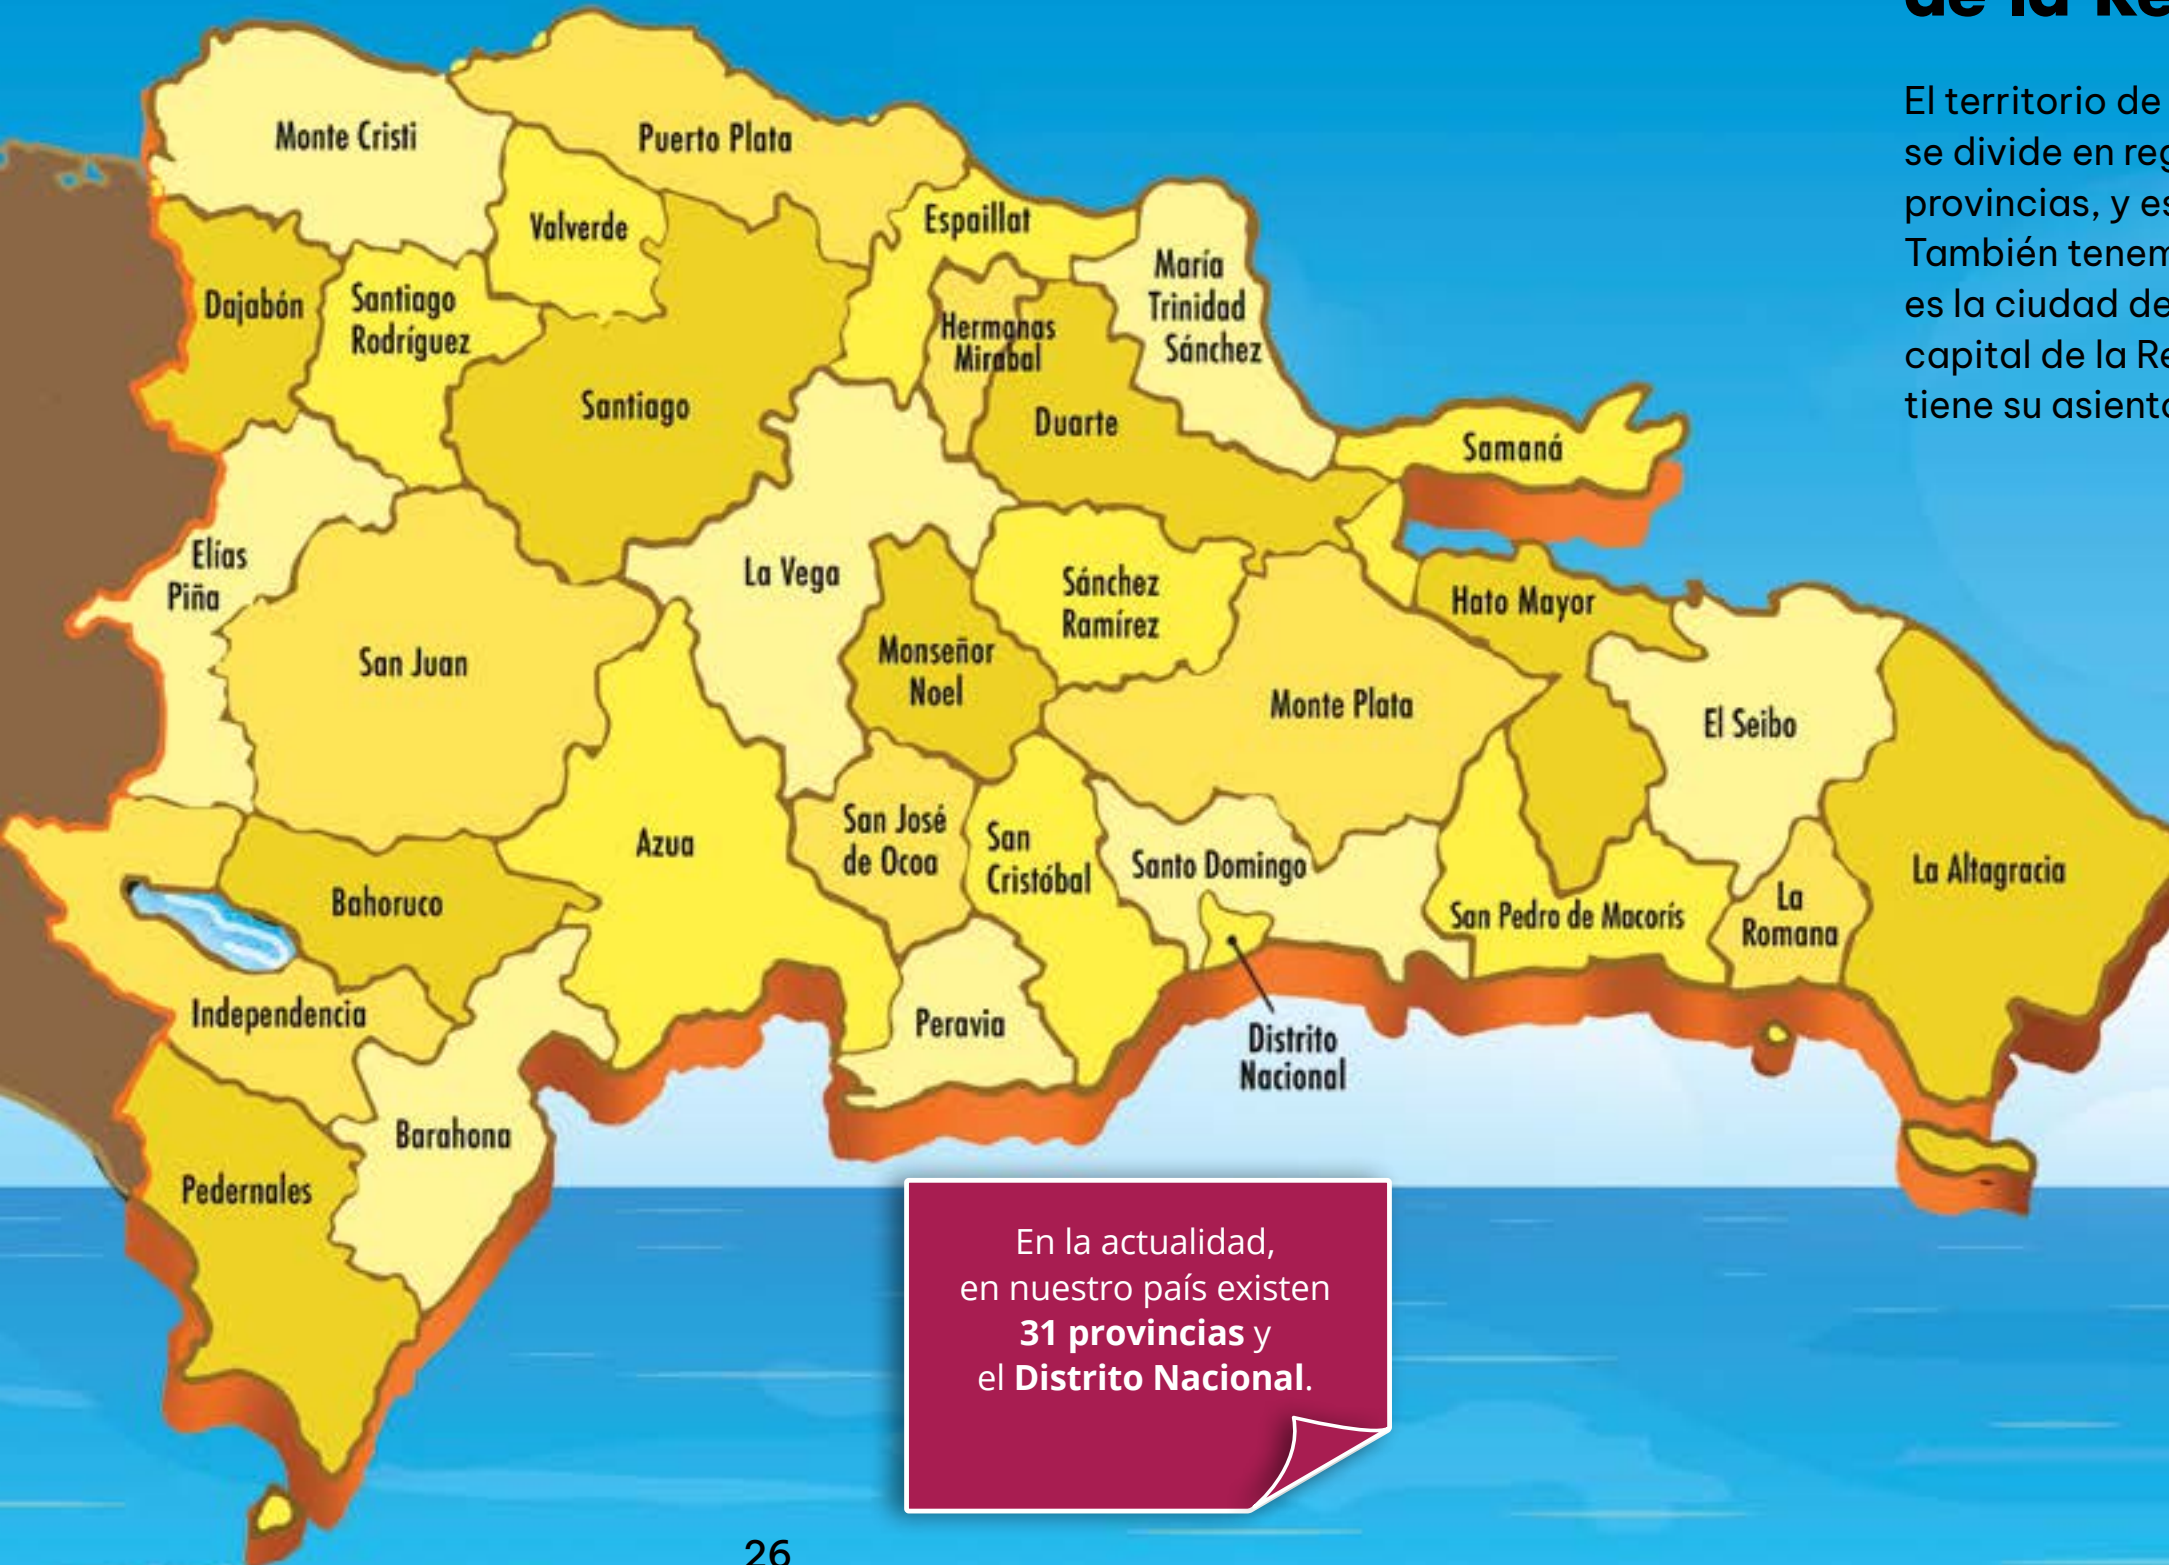 de la Re
El territorio de
se divide en reg
provincias, y es
También tenem
es la ciudad de
capital de la Re
tiene su asiento
Monte Cristi
Puerto Plata
Valverde
Espaillat
María
Trinidad
Sánchez
Dajabón
Santiago
Rodríguez
Hermanas
Mirabal
Santiago
Duarte
Samaná
Elías
Piña
La Vega
Sánchez
Ramírez
Hato Mayor
San Juan
Monseñor
Noel
Monte Plata
El Seibo
Azua
San José
de Ocoa
San
Cristóbal
Santo Domingo
La Altagracia
Bahoruco
San Pedro de Macorís
La
Romana
Independencia
Peravia
Distrito
Nacional
Barahona
Pedernales
En la actualidad,
en nuestro país existen
31 provincias y
el Distrito Nacional.
26